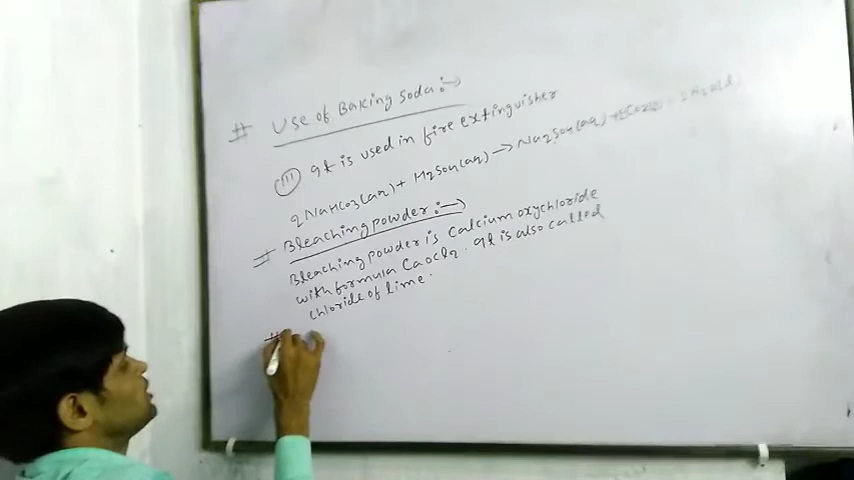 # Use of Baking Soda :->
(III) It is used in fire extinguisher
2NaHCO3(aq) + H2SO4(aq) -> Na2SO4(aq) + 2CO2(g) + 2H2O(l)
# Bleaching powder :->
Bleaching powder is Calcium oxychloride
with formula CaOCl2. It is also called
chloride of lime.
#